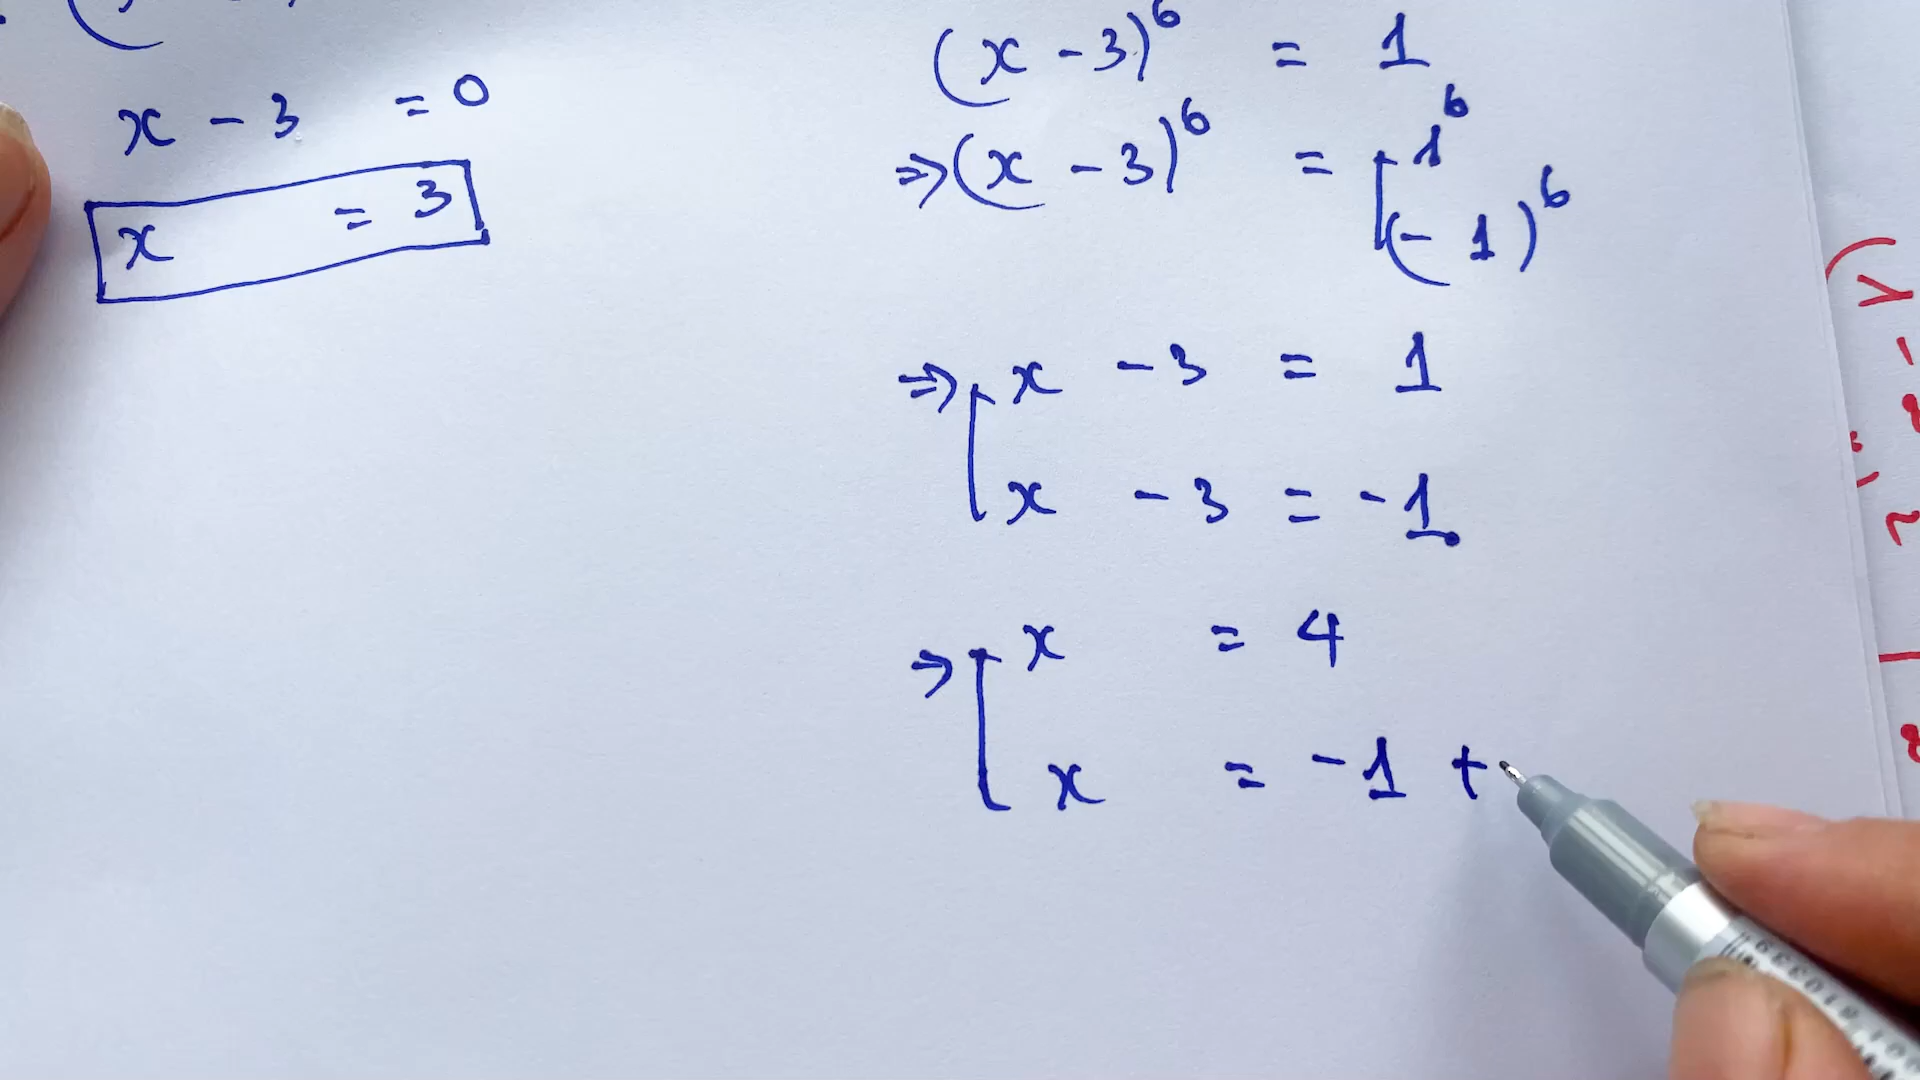 x - 3 = 0
x = 3
(x - 3)^6 = 1
⇒ (x - 3)^6 = [ 1^6
(- 1)^6
⇒ [ x - 3 = 1
x - 3 = -1
⇒ [ x = 4
x = -1 +